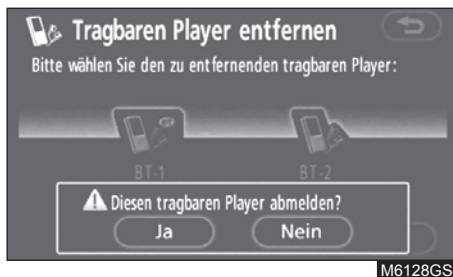 Tragbaren Player entfernen
Bitte wählen Sie den zu entfernenden tragbaren Player:
BT-1 BT-2
Diesen tragbaren Player abmelden?
Ja Nein
M6128GS